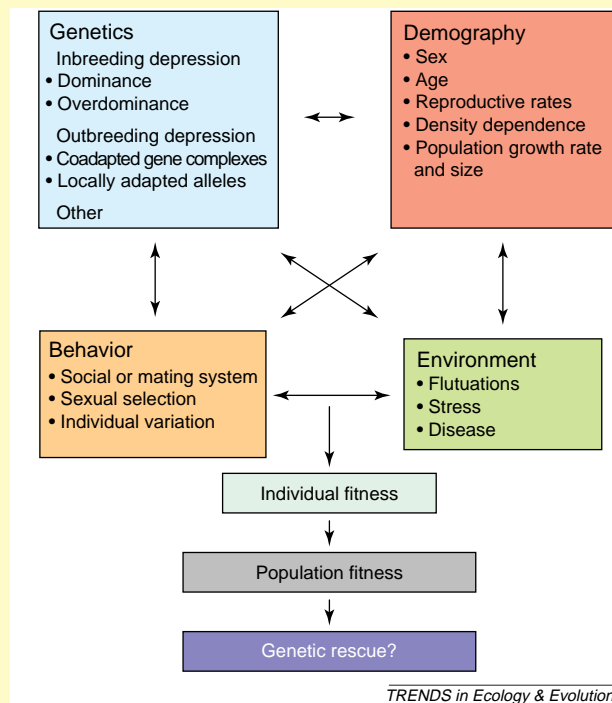 Genetics
Inbreeding depression
• Dominance
• Overdominance
Outbreeding depression
• Coadapted gene complexes
• Locally adapted alleles
Other
Demography
• Sex
• Age
• Reproductive rates
• Density dependence
• Population growth rate
and size
Behavior
• Social or mating system
• Sexual selection
• Individual variation
Environment
• Flutuations
• Stress
• Disease
Individual fitness
Population fitness
Genetic rescue?
TRENDS in Ecology & Evolution